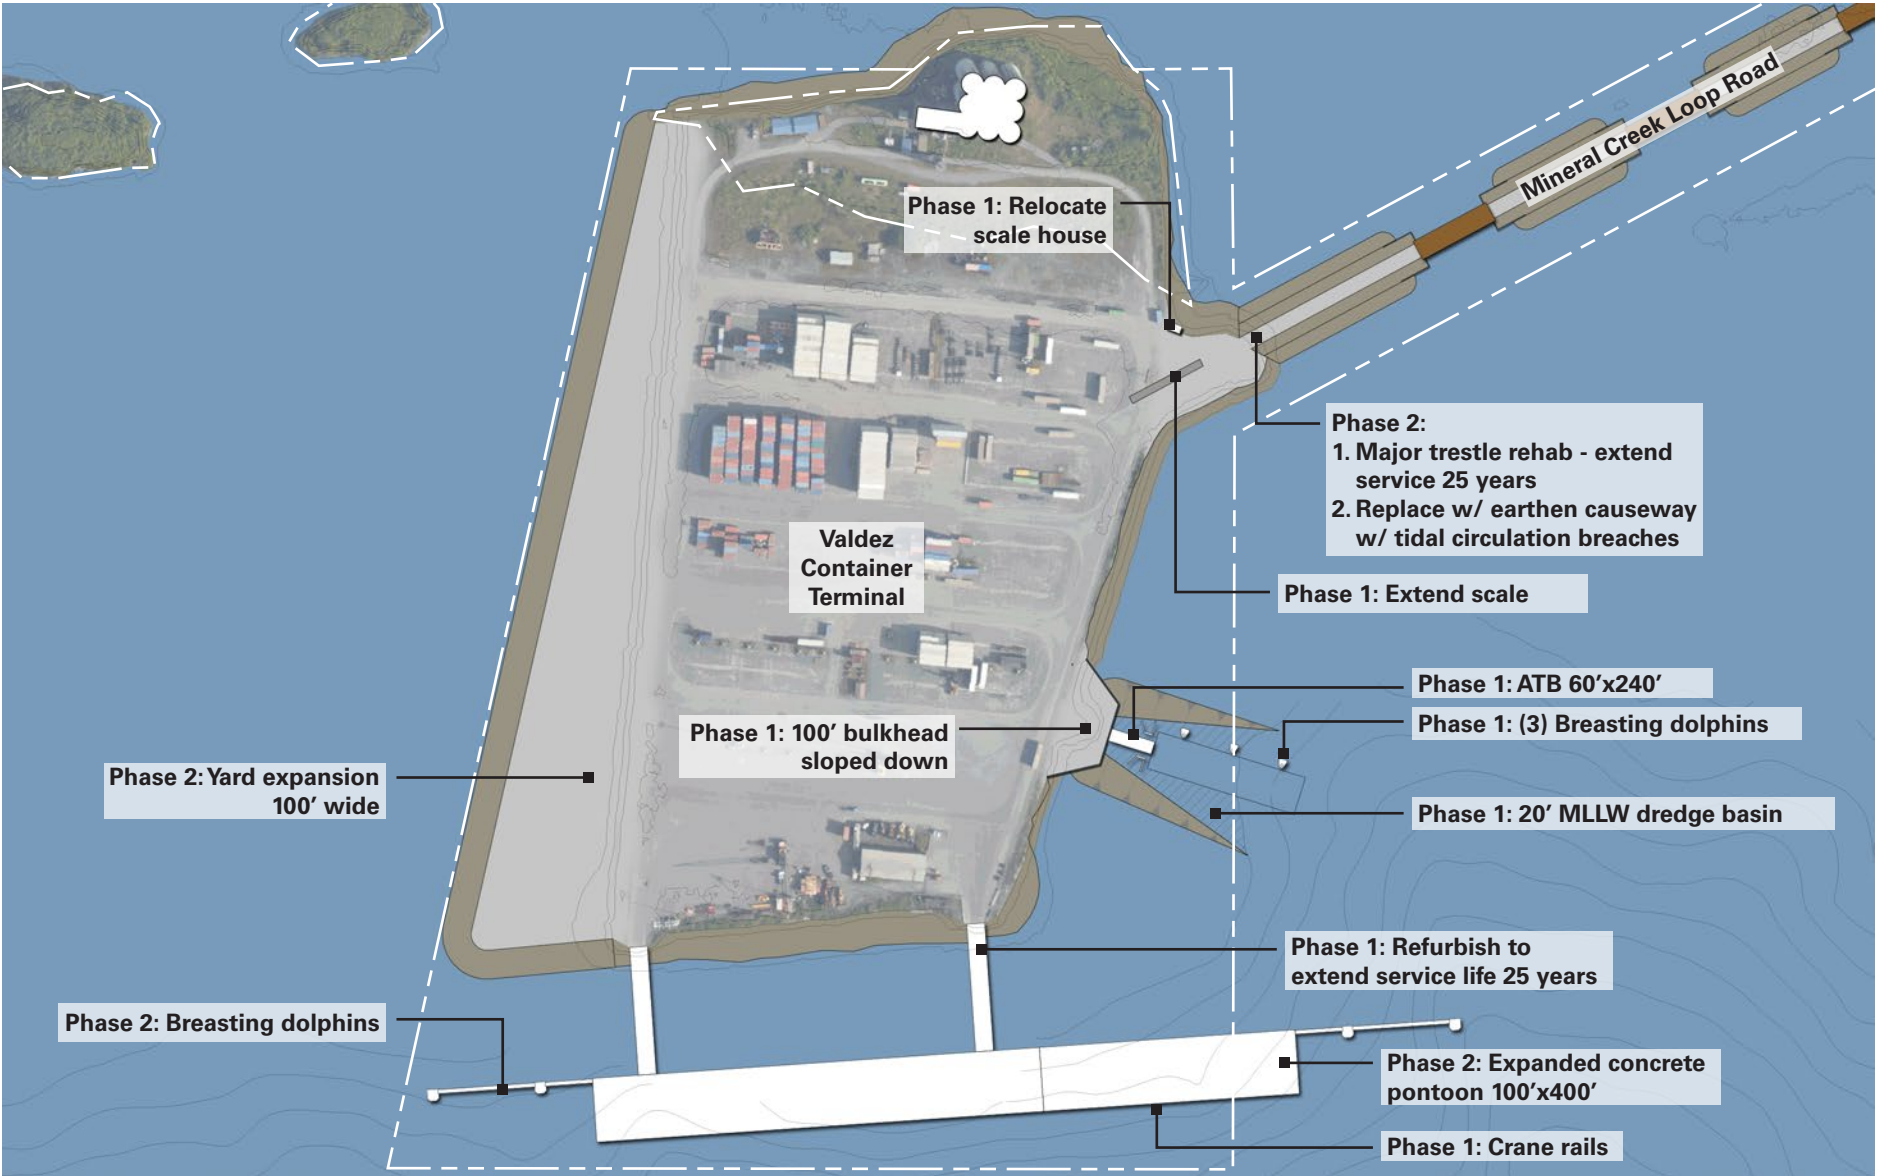 Mineral Creek Loop Road
Phase 1: Relocate
scale house
Phase 2:
1. Major trestle rehab - extend
service 25 years
2. Replace w/ earthen causeway
w/ tidal circulation breaches
Valdez
Container
Terminal
Phase 1: Extend scale
Phase 1: ATB 60’x240’
Phase 1: (3) Breasting dolphins
Phase 1: 100’ bulkhead
sloped down
Phase 2: Yard expansion
100’ wide
Phase 1: 20’ MLLW dredge basin
Phase 1: Refurbish to
extend service life 25 years
Phase 2: Breasting dolphins
Phase 2: Expanded concrete
pontoon 100’x400’
Phase 1: Crane rails